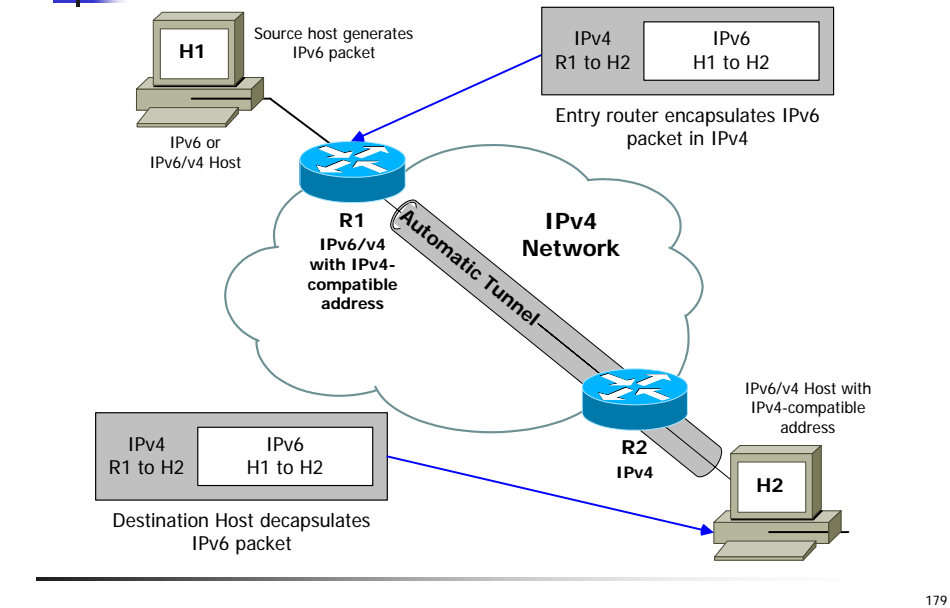 H1
Source host generates
IPv6 packet
IPv6 or
IPv6/v4 Host
IPv4
R1 to H2
IPv6
H1 to H2
Entry router encapsulates IPv6
packet in IPv4
R1
IPv6/v4
with IPv4-
compatible
address
IPv4
Network
Automatic Tunnel
IPv6/v4 Host with
IPv4-compatible
address
R2
IPv4
H2
IPv4
R1 to H2
IPv6
H1 to H2
Destination Host decapsulates
IPv6 packet
179